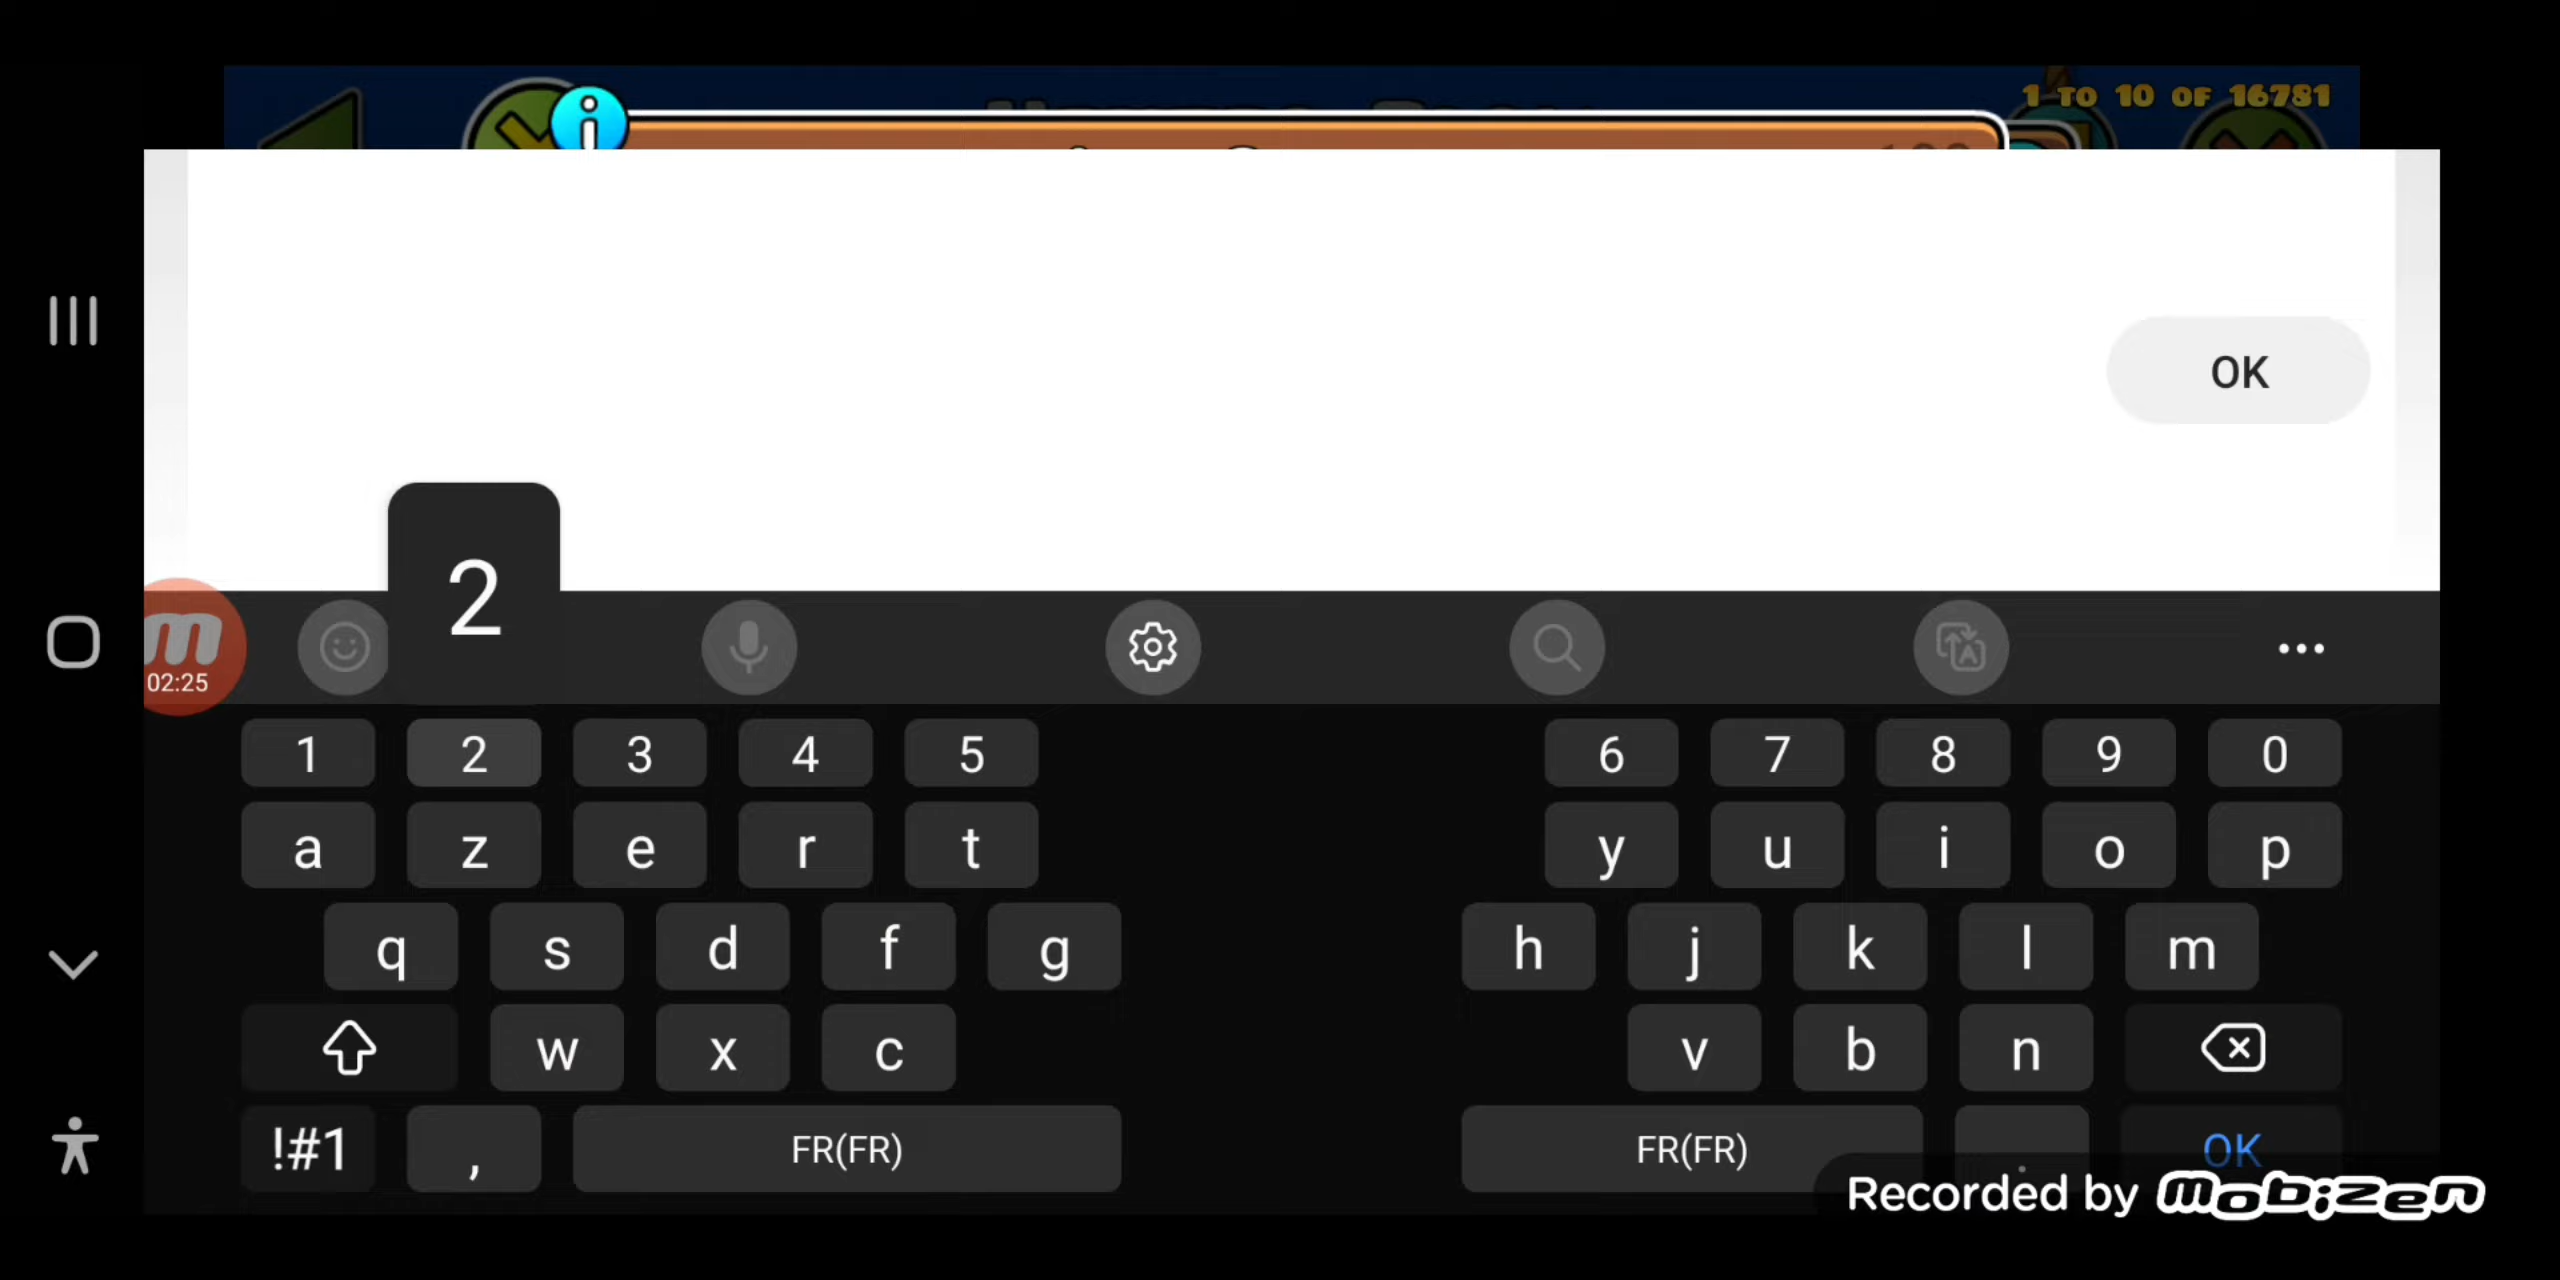 1 TO 10 OF 16781
OK
2
02:25
1 2 3 4 5 6 7 8 9 0
a z e r t y u i o p
q s d f g h j k l m
w x c v b n
!#1 , FR(FR) FR(FR) . OK
Recorded by mobizen